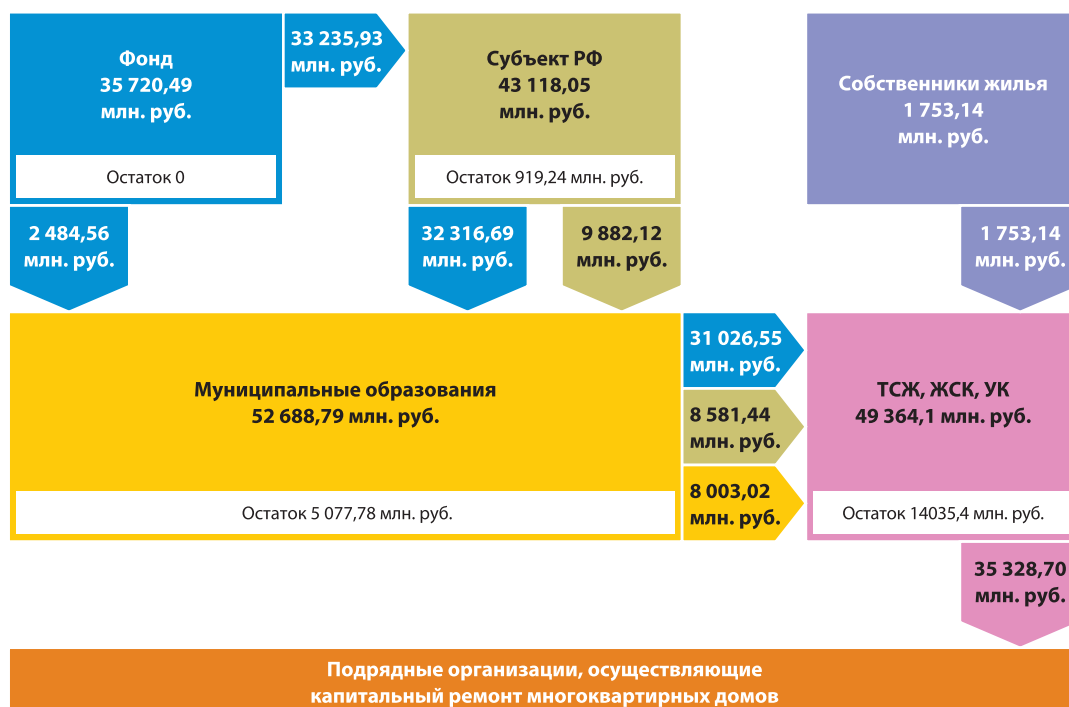 Фонд
35 720,49
млн. руб.
Остаток 0
33 235,93
млн. руб.
Субъект РФ
43 118,05
млн. руб.
Остаток 919,24 млн. руб.
Собственники жилья
1 753,14
млн. руб.
2 484,56
млн. руб.
32 316,69
млн. руб.
9 882,12
млн. руб.
1 753,14
млн. руб.
Муниципальные образования
52 688,79 млн. руб.
Остаток 5 077,78 млн. руб.
31 026,55
млн. руб.
8 581,44
млн. руб.
8 003,02
млн. руб.
ТСЖ, ЖСК, УК
49 364,1 млн. руб.
Остаток 14035,4 млн. руб.
35 328,70
млн. руб.
Подрядные организации, осуществляющие
капитальный ремонт многоквартирных домов